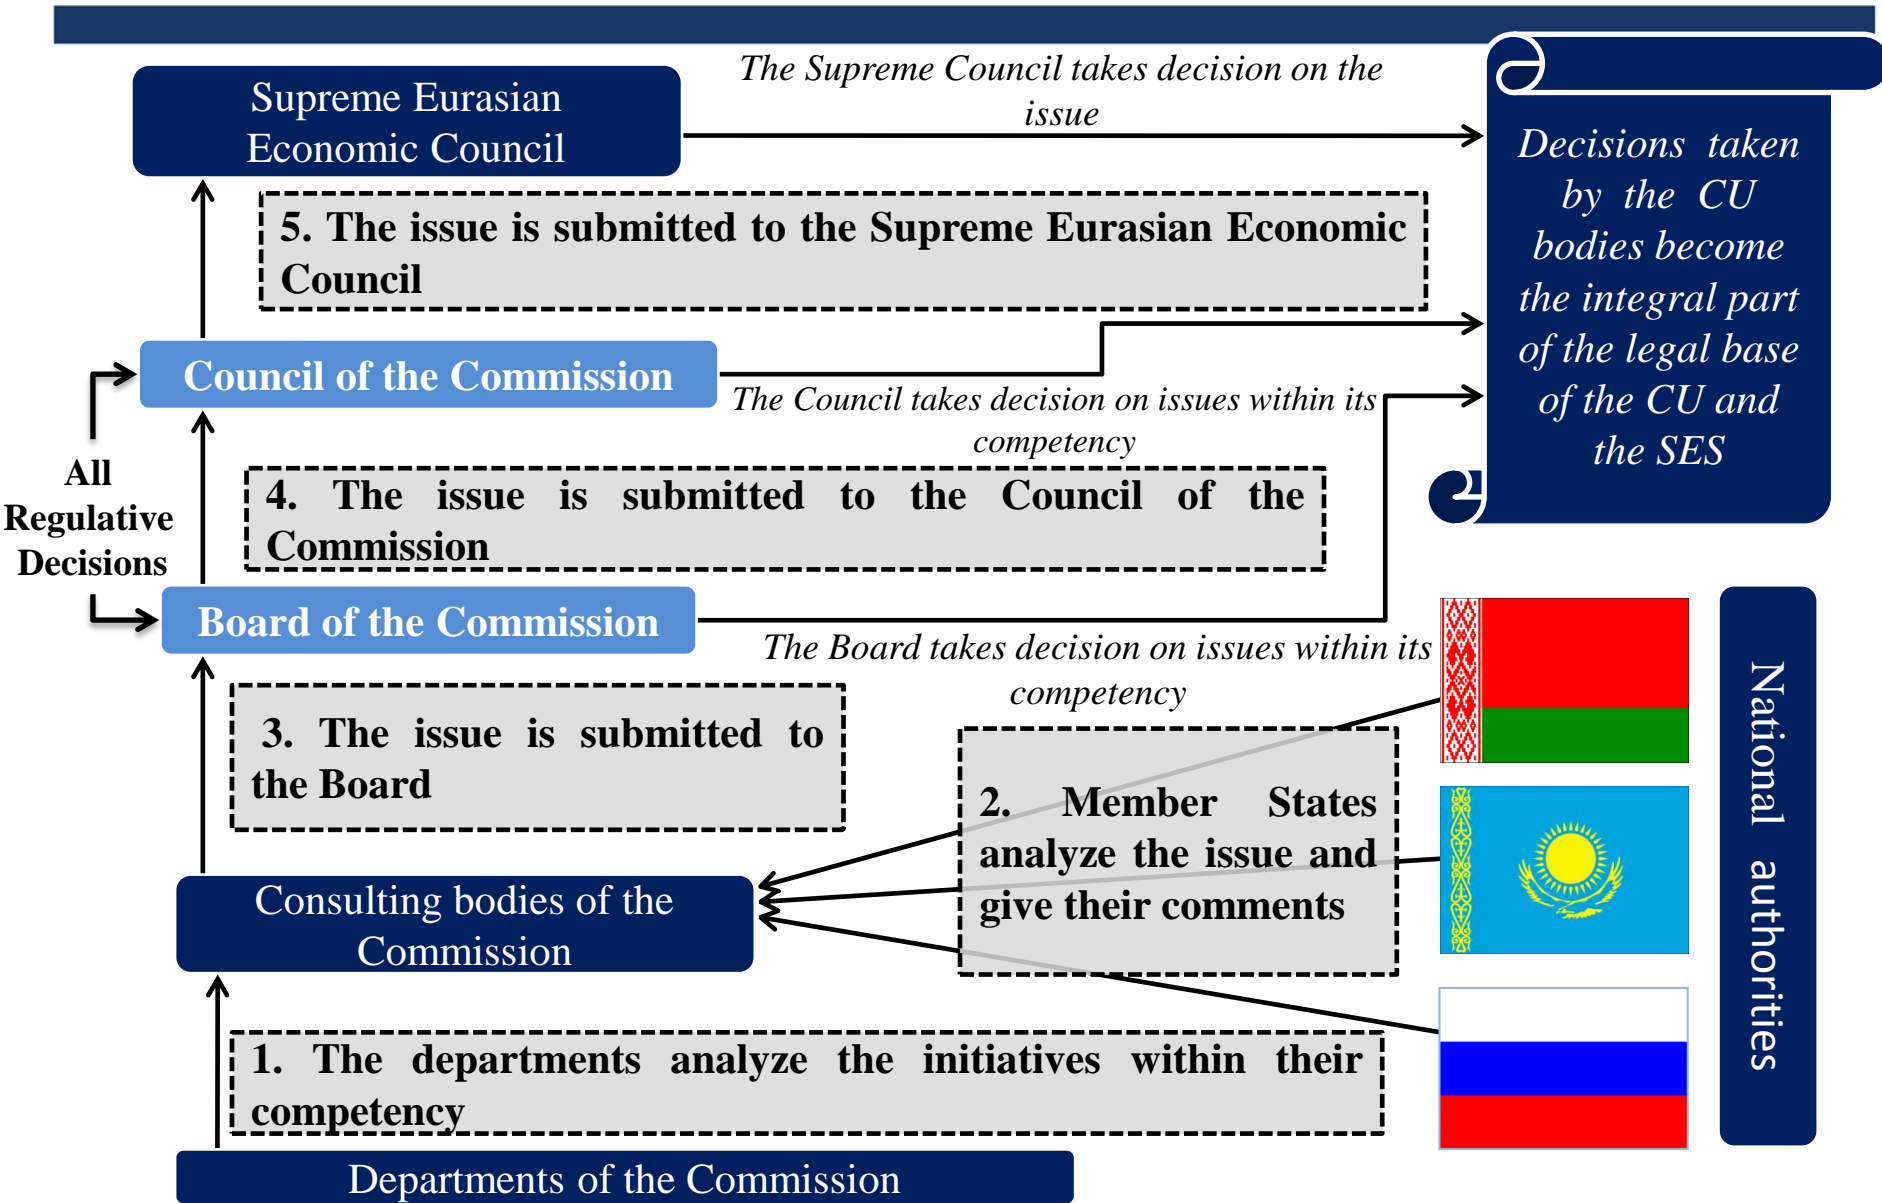 The Supreme Council takes decision on the
issue
Supreme Eurasian
Economic Council
Decisions taken
by the CU
bodies become
the integral part
of the legal base
of the CU and
the SES
5. The issue is submitted to the Supreme Eurasian Economic
Council
Council of the Commission
The Council takes decision on issues within its
competency
All
Regulative
Decisions
4. The issue is submitted to the Council of the
Commission
Board of the Commission
The Board takes decision on issues within its
competency
3. The issue is submitted to
the Board
2. Member States
analyze the issue and
give their comments
National authorities
Consulting bodies of the
Commission
1. The departments analyze the initiatives within their
competency
Departments of the Commission